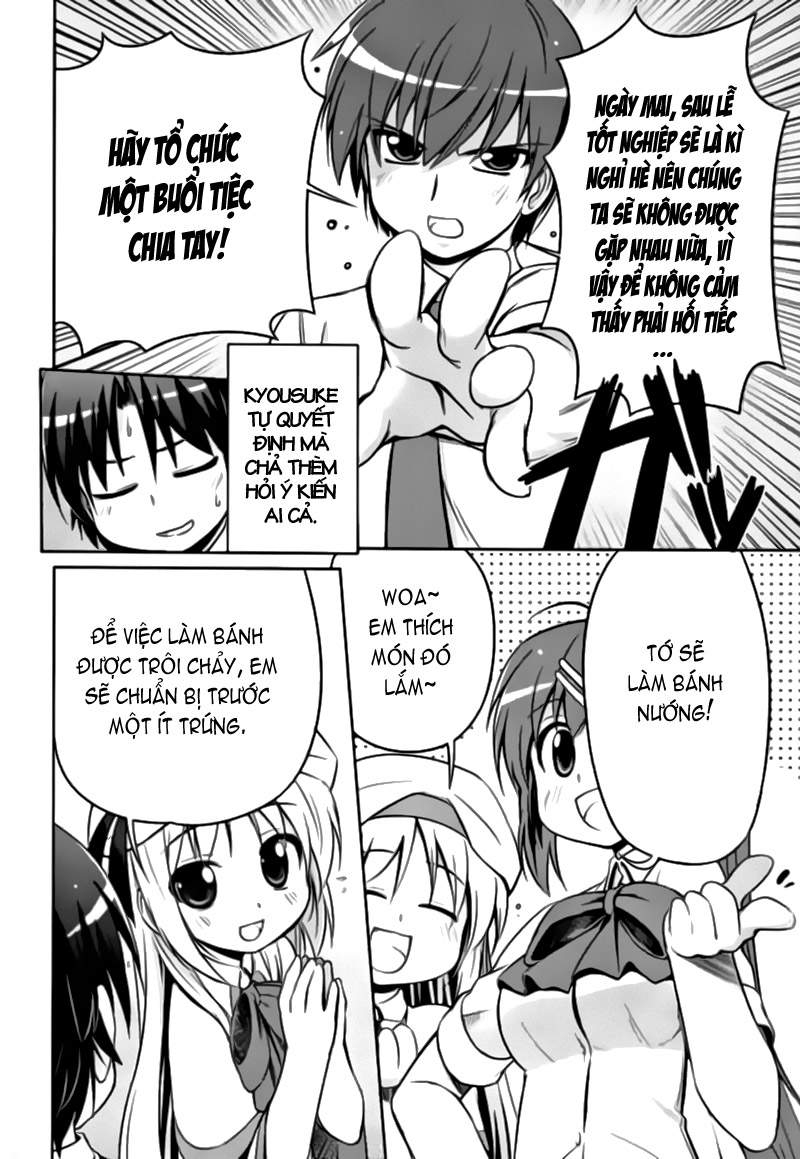 NGÀY MAI, SAU LỄ
TỐT NGHIỆP SẼ LÀ KÌ
NGHỈ HÈ NÊN CHÚNG
TA SẼ KHÔNG ĐƯỢC
GẶP NHAU NỮA, VÌ
VẬY ĐỂ KHÔNG CẢM
THẤY PHẢI HỐI TIẾC
...
HÃY TỔ CHỨC
MỘT BUỔI TIỆC
CHIA TAY!
KYOUSUKE
TỰ QUYẾT
ĐỊNH MÀ
CHẢ THÈM
HỎI Ý KIẾN
AI CẢ.
TỚ SẼ
LÀM BÁNH
NƯỚNG!
WOA~
EM THÍCH
MÓN ĐÓ
LẮM~
ĐỂ VIỆC LÀM BÁNH
ĐƯỢC TRÔI CHẢY, EM
SẼ CHUẨN BỊ TRƯỚC
MỘT ÍT TRỨNG.